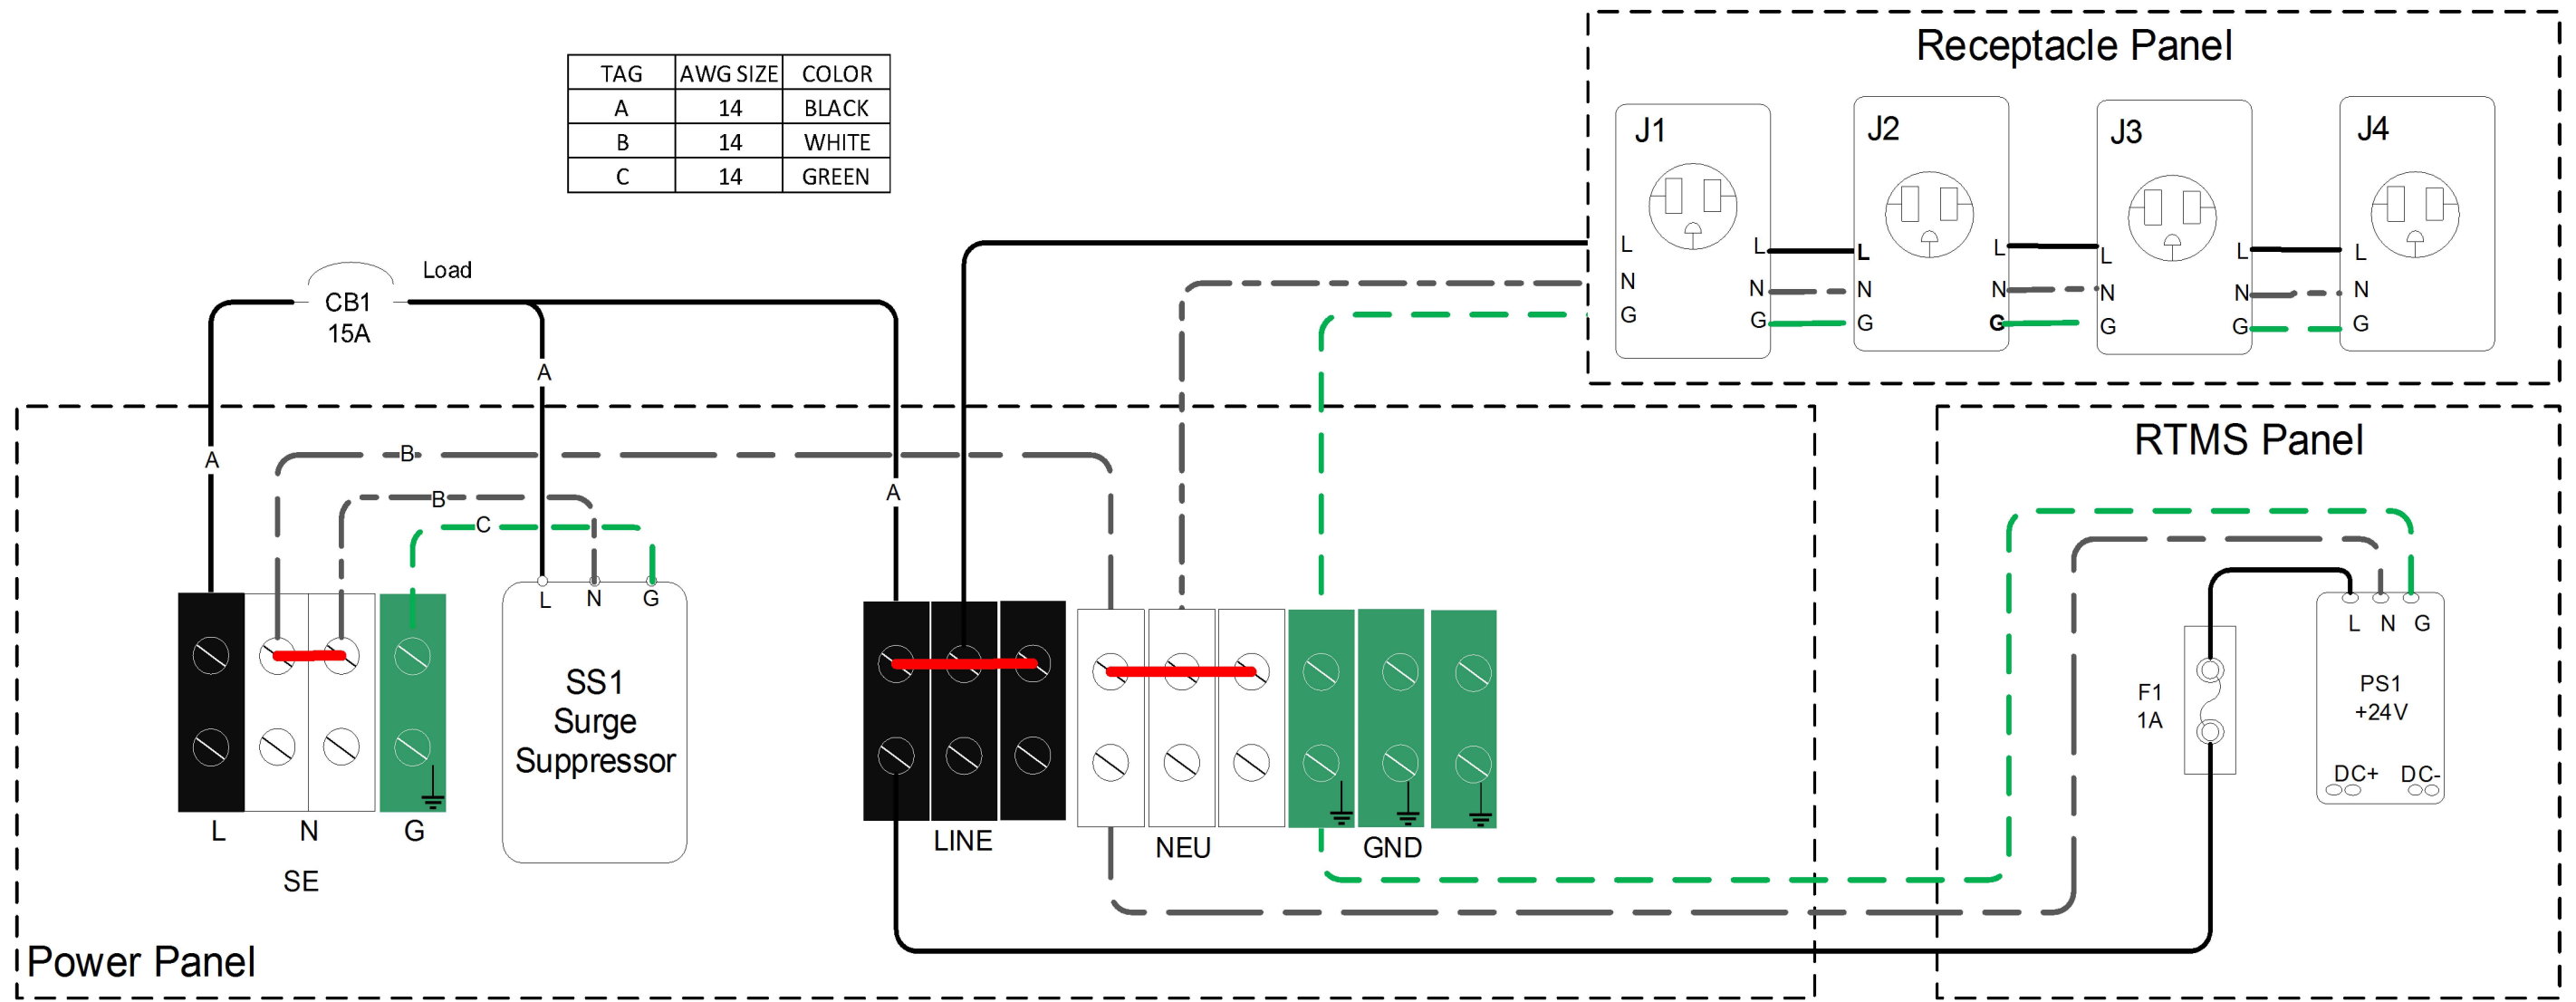 Receptacle Panel
TAG AWG SIZE COLOR
A 14 BLACK
B 14 WHITE
C 14 GREEN
J1
J2
J3
J4
L L L L L L L
N N N N N N N
G G G G G G G
Load
CB1
15A
A
A
B
A
B
C
RTMS Panel
L N G
SS1
Surge
Suppressor
L N G
SE
LINE
NEU
GND
L N G
PS1
+24V
DC+ DC-
F1
1A
Power Panel